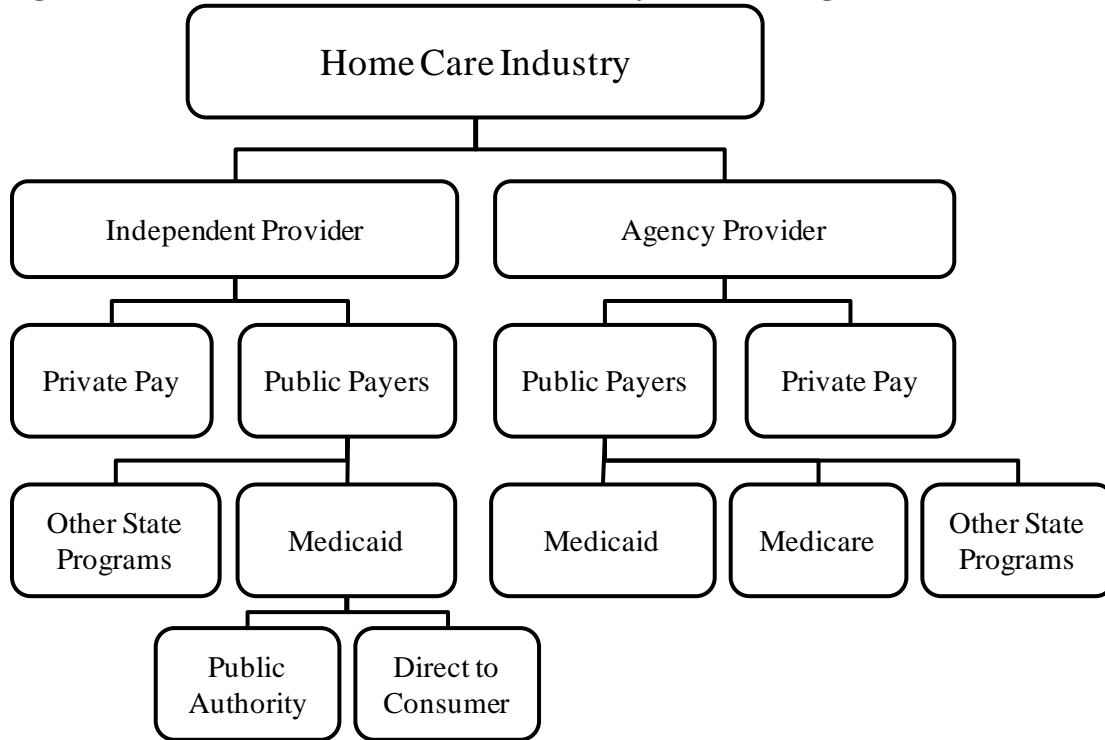 Home Care Industry
Independent Provider
Agency Provider
Private Pay
Public Payers
Public Payers
Private Pay
Other State
Programs
Medicaid
Medicaid
Medicare
Other State
Programs
Public
Authority
Direct to
Consumer